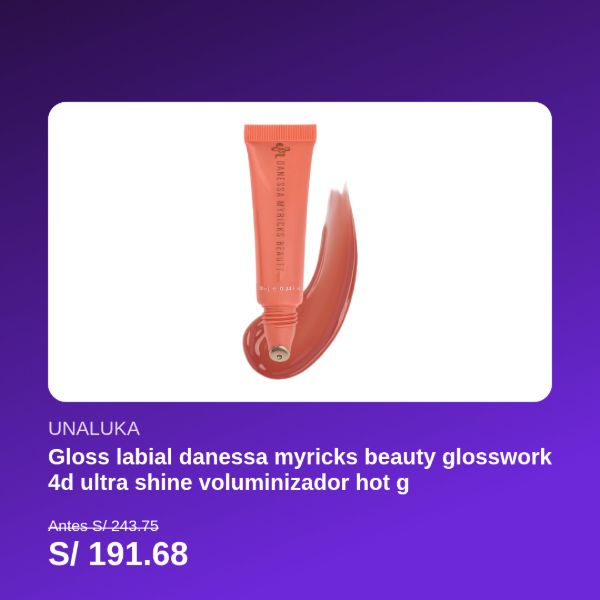 DANESSA MYRICKS BEAUTY
UNALUKA
Gloss labial danessa myricks beauty glosswork
4d ultra shine voluminizador hot g
Antes S/ 243.75
S/ 191.68